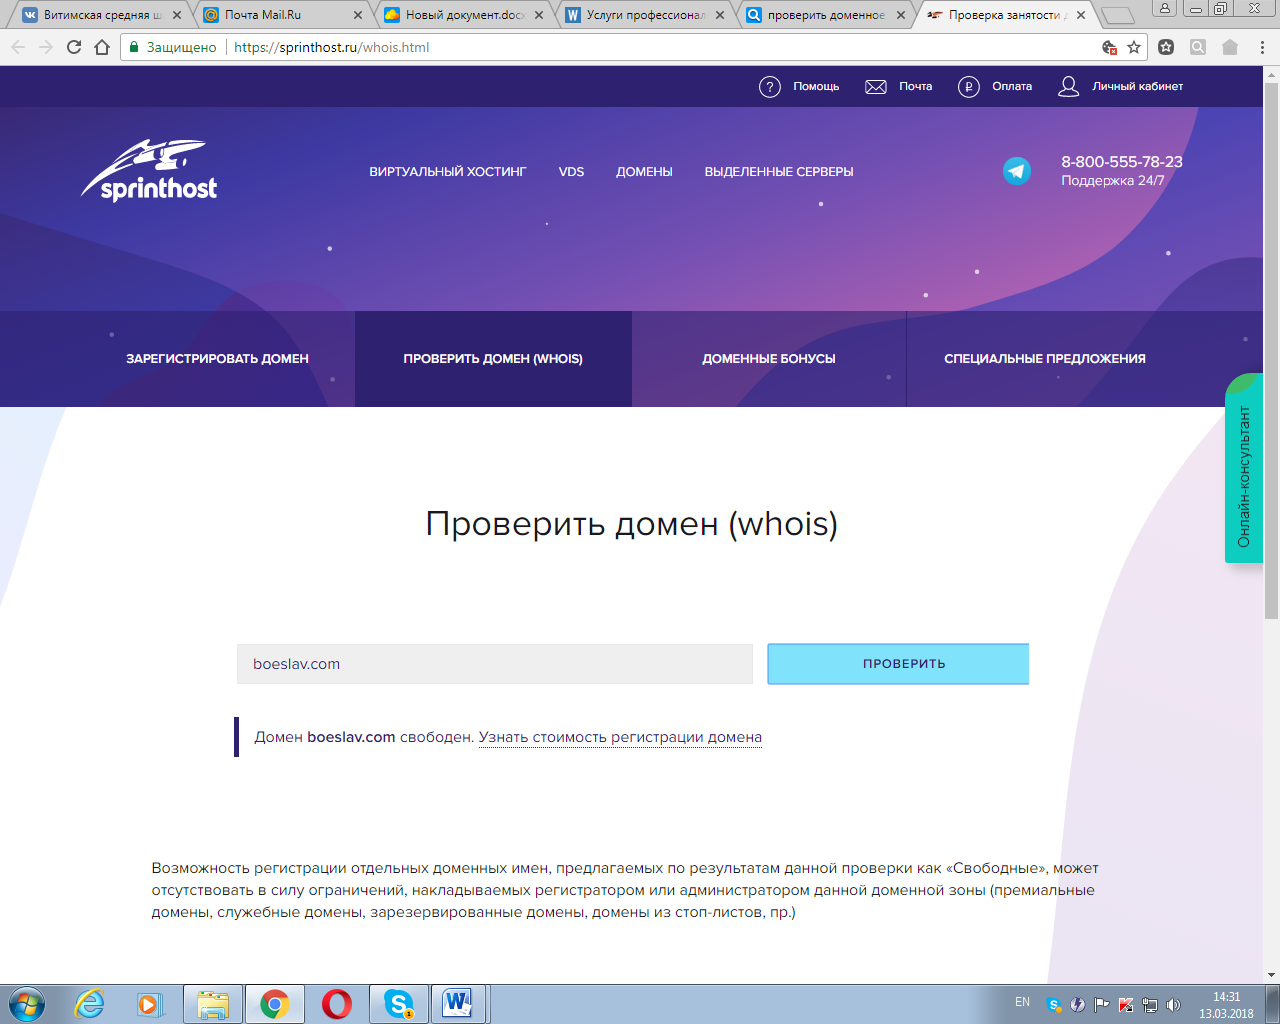 Витимская средняя ш
Почта Mail.Ru
Новый документ.docx
Услуги профессионал
проверить доменное
Проверка занятости д
Защищено
https://sprinthost.ru/whois.html
Помощь
Почта
Оплата
Личный кабинет
sprinthost
ВИРТУАЛЬНЫЙ ХОСТИНГ
VDS
ДОМЕНЫ
ВЫДЕЛЕННЫЕ СЕРВЕРЫ
8-800-555-78-23
Поддержка 24/7
ЗАРЕГИСТРИРОВАТЬ ДОМЕН
ПРОВЕРИТЬ ДОМЕН (WHOIS)
ДОМЕННЫЕ БОНУСЫ
СПЕЦИАЛЬНЫЕ ПРЕДЛОЖЕНИЯ
Онлайн-консультант
Проверить домен (whois)
boeslav.com
ПРОВЕРИТЬ
Домен boeslav.com свободен. Узнать стоимость регистрации домена
Возможность регистрации отдельных доменных имен, предлагаемых по результатам данной проверки как «Свободные», может
отсутствовать в силу ограничений, накладываемых регистратором или администратором данной доменной зоны (премиальные
домены, служебные домены, зарезервированные домены, домены из стоп-листов, пр.)
EN
14:31
13.03.2018